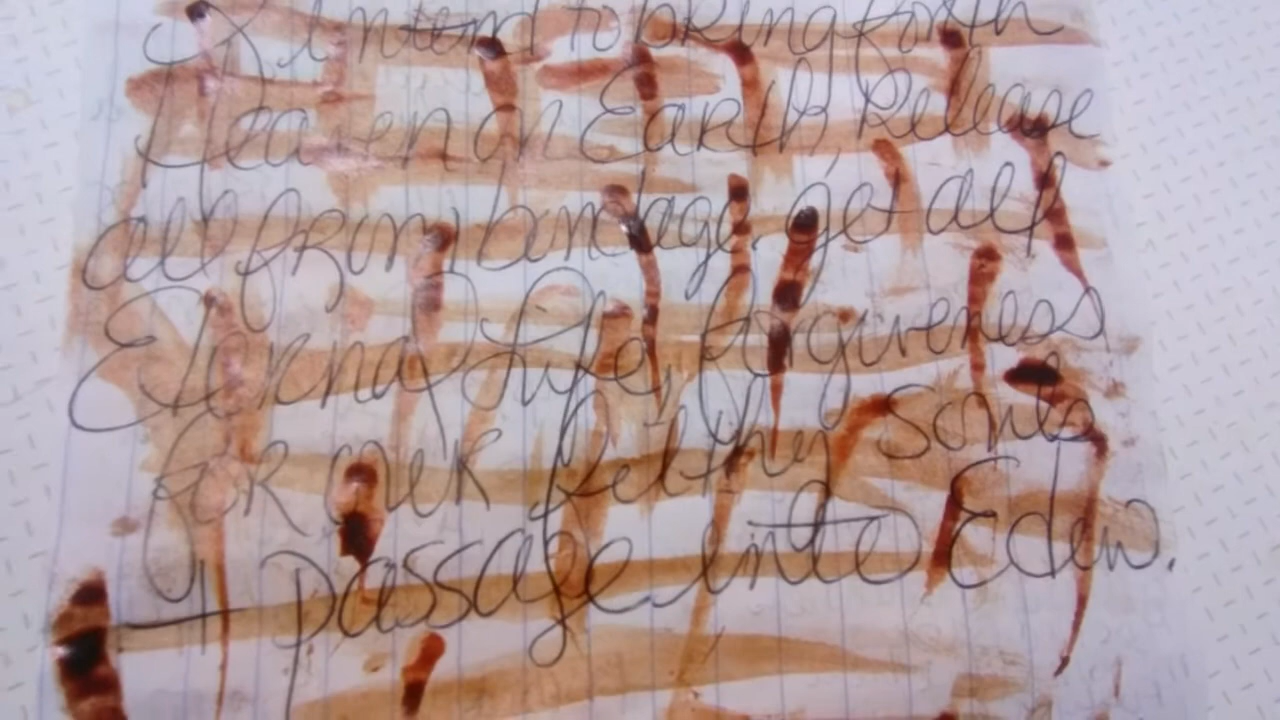 I intend to bring forth
Heaven on Earth, Release
all from bondage. get all
Eternal Life, forgiveness
for our filthy souls
+ passage into Eden.